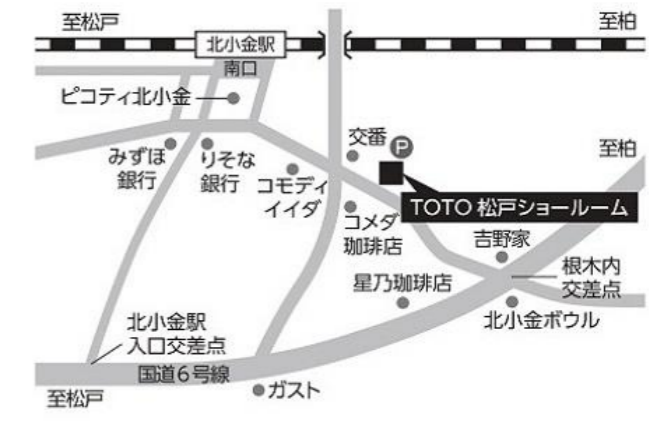 至松戸
至柏
北小金駅
南口
ピコティ北小金
交番
P
至柏
みずほ
銀行
りそな
銀行
コモディ
イイダ
TOTO 松戸ショールーム
コメダ
珈琲店
吉野家
根木内
交差点
星乃珈琲店
北小金ボウル
北小金駅
入口交差点
国道6号線
ガスト
至松戸